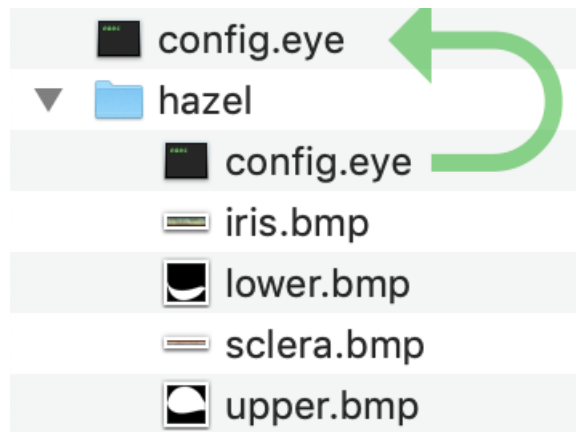 config.eye
hazel
config.eye
iris.bmp
lower.bmp
sclera.bmp
upper.bmp